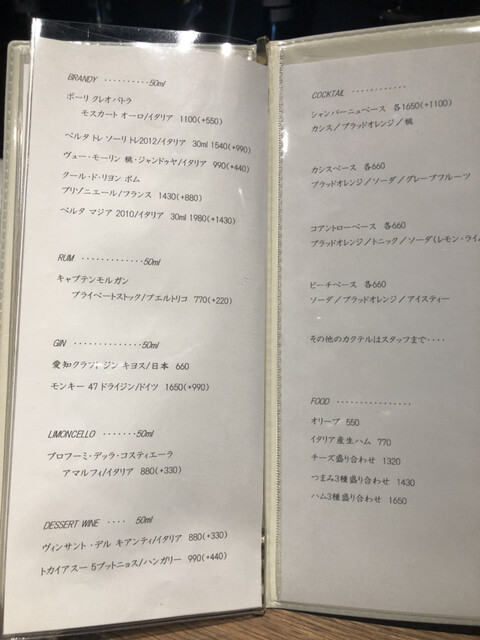 BRANDY ..........50ml
ポーリ クレオパトラ
モスカート オーロ/イタリア 1100(+550)
ベルタ トレ ソーリ トレ2012/イタリア 30ml 1540(+990)
ヴュー・モーリン 桃・ジャンドゥヤ/イタリア 990(+440)
クール・ド・リヨン ポム
プリゾニエール/フランス 1430(+880)
ベルタ マジア 2010/イタリア 30ml 1980(+1430)
RUM .............50ml
キャプテンモルガン
プライベートストック/プエルトリコ 770(+220)
GIN .............50ml
愛知クラフトジン キヨス/日本 660
モンキー 47 ドライジン/ドイツ 1650(+990)
LIMONCELLO .......50ml
プロフーミ・デッラ・コスティエーラ
アマルフィ/イタリア 880(+330)
DESSERT WINE .... 50ml
ヴィンサント・デル キアンティ/イタリア 880(+330)
トカイアスー 5プットニョス/ハンガリー 990(+440)
COCKTAIL ............
シャンパーニュベース 各1650(+1100)
カシス/ブラッドオレンジ/桃
カシスベース 各660
ブラッドオレンジ/ソーダ/グレープフルーツ
コアントローベース 各660
ブラッドオレンジ/トニック/ソーダ(レモン・ライム
ピーチベース 各660
ソーダ/ブラッドオレンジ/アイスティー
その他のカクテルはスタッフまで････
FOOD ................
オリーブ 550
イタリア産生ハム 770
チーズ盛り合わせ 1320
つまみ3種盛り合わせ 1430
ハム3種盛り合わせ 1650